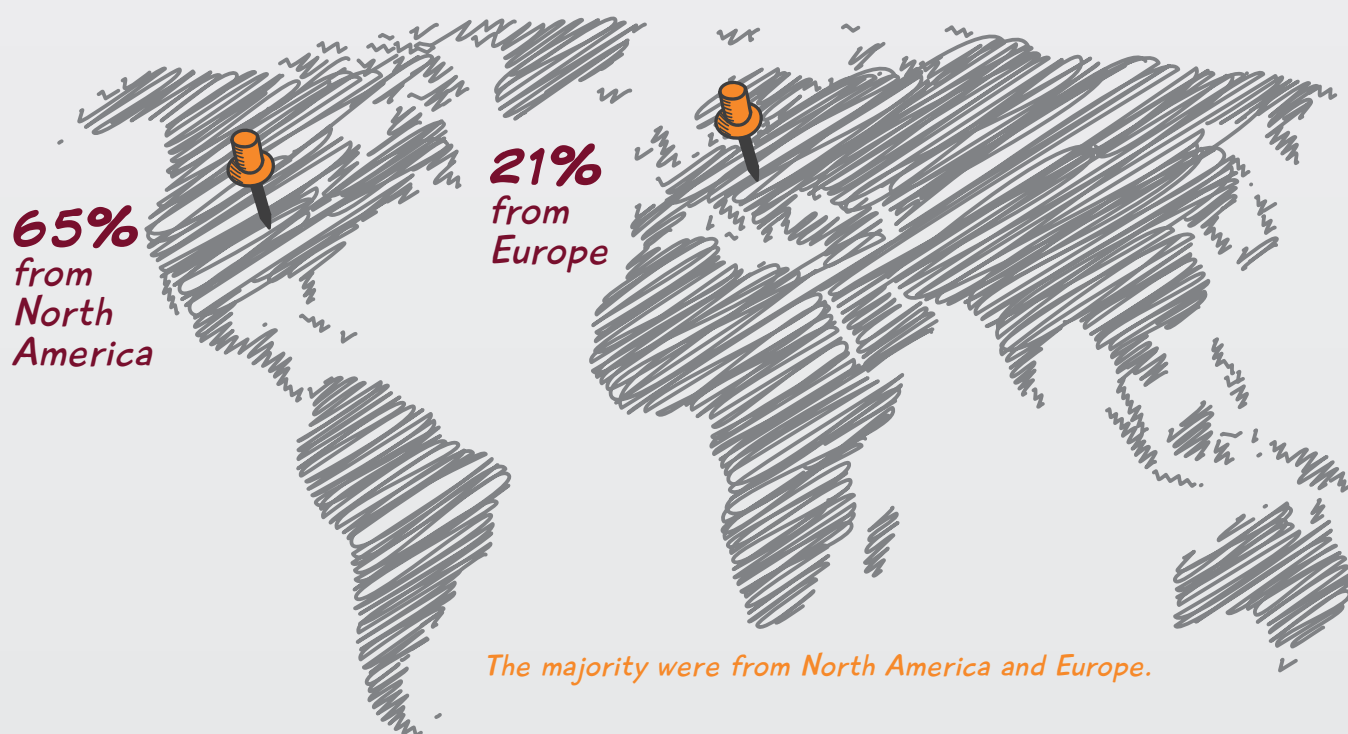 65%
from
North
America
21%
from
Europe
The majority were from North America and Europe.